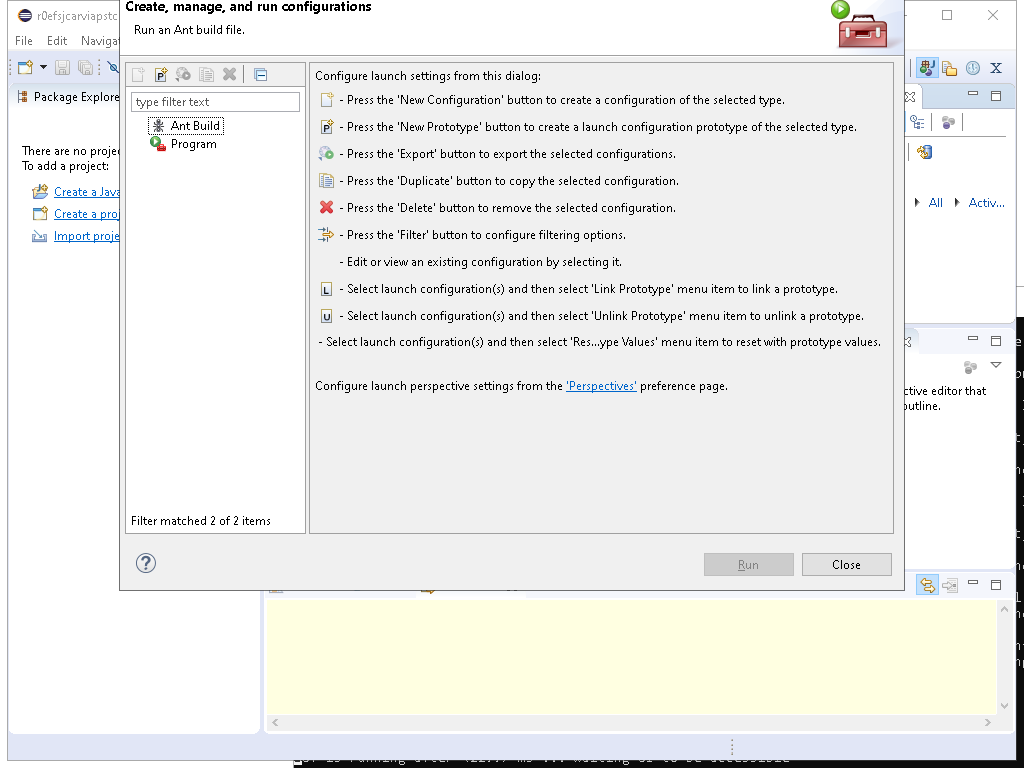 Create, manage, and run configurations
r0efsjcarviapstc
Run an Ant build file.
File Edit Navigat
Package Explore
type filter text
Ant Build
Program
Filter matched 2 of 2 items
Configure launch settings from this dialog:
- Press the 'New Configuration' button to create a configuration of the selected type.
- Press the 'New Prototype' button to create a launch configuration prototype of the selected type.
- Press the 'Export' button to export the selected configurations.
- Press the 'Duplicate' button to copy the selected configuration.
- Press the 'Delete' button to remove the selected configuration.
- Press the 'Filter' button to configure filtering options.
- Edit or view an existing configuration by selecting it.
- Select launch configuration(s) and then select 'Link Prototype' menu item to link a prototype.
- Select launch configuration(s) and then select 'Unlink Prototype' menu item to unlink a prototype.
- Select launch configuration(s) and then select 'Res...ype Values' menu item to reset with prototype values.
Configure launch perspective settings from the 'Perspectives' preference page.
There are no projec
To add a project:
Create a Java
Create a proj
Import proje
All Activ...
ctive editor that
outline.
Run Close